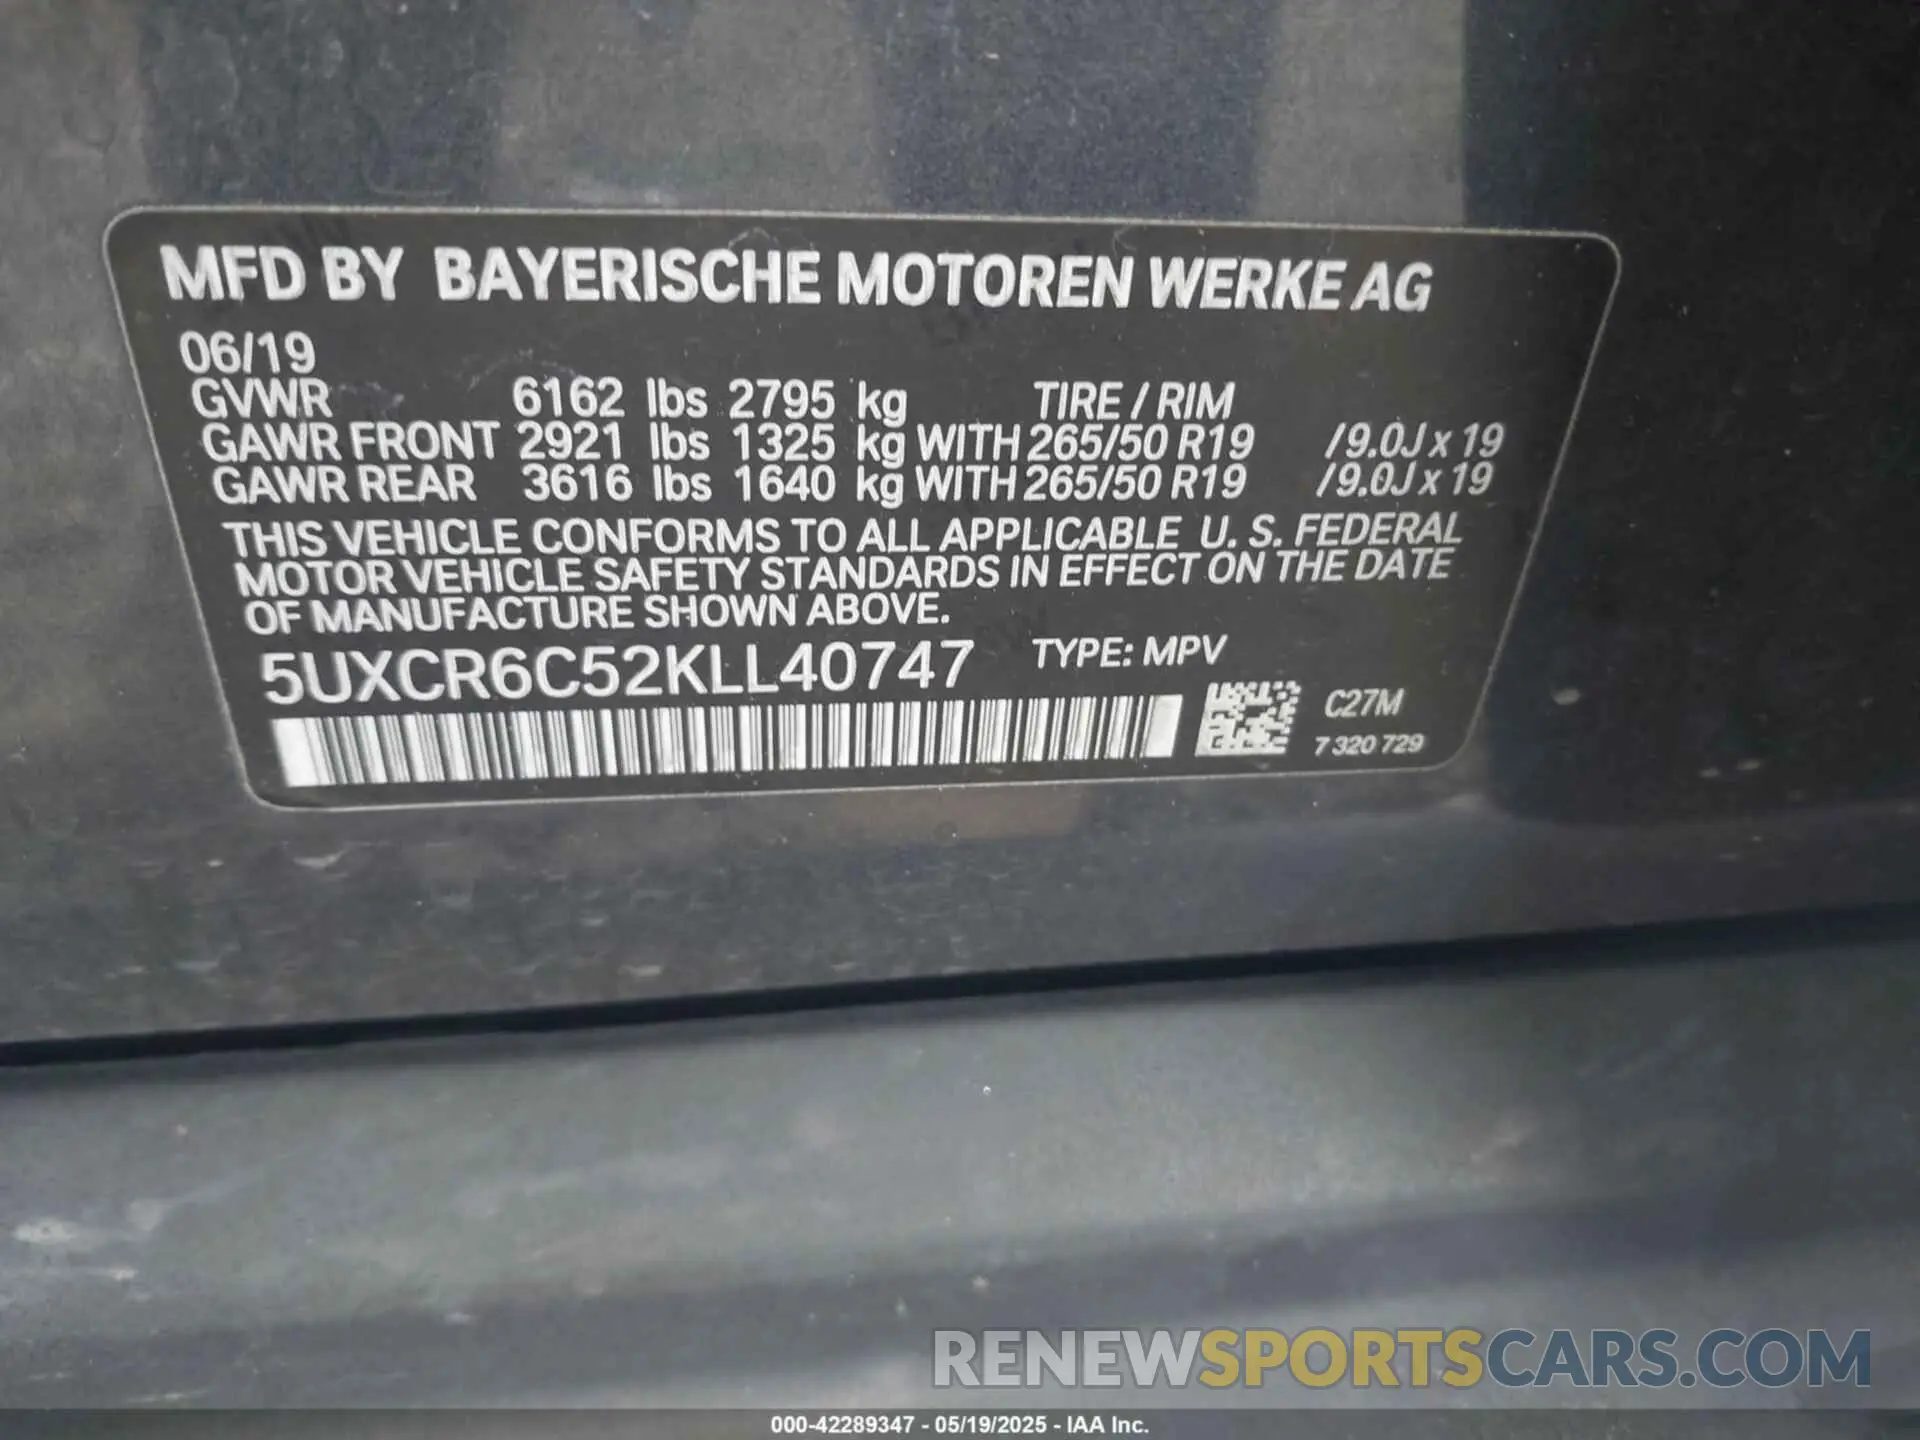 MFD BY BAYERISCHE MOTOREN WERKE AG
06/19
GVWR 6162 lbs 2795 kg TIRE / RIM
GAWR FRONT 2921 lbs 1325 kg WITH 265/50 R19 /9.0J x 19
GAWR REAR 3616 lbs 1640 kg WITH 265/50 R19 /9.0J x 19
THIS VEHICLE CONFORMS TO ALL APPLICABLE U. S. FEDERAL
MOTOR VEHICLE SAFETY STANDARDS IN EFFECT ON THE DATE
OF MANUFACTURE SHOWN ABOVE.
5UXCR6C52KLL40747 TYPE: MPV
C27M
7 320 729
RENEWSPORTSCARS.COM
000-42289347 - 05/19/2025 - IAA Inc.